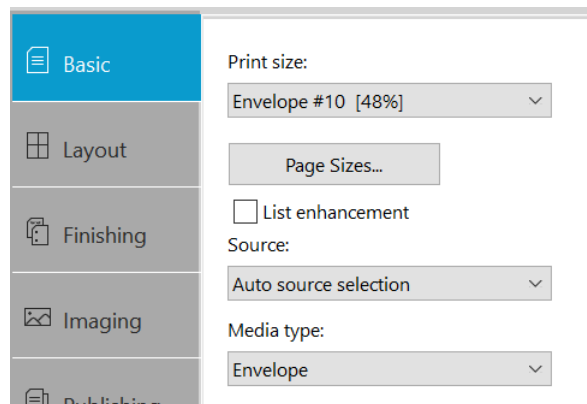 Basic
Layout
Finishing
Imaging
Publishing
Print size:
Envelope #10 [48%]
Page Sizes...
List enhancement
Source:
Auto source selection
Media type:
Envelope